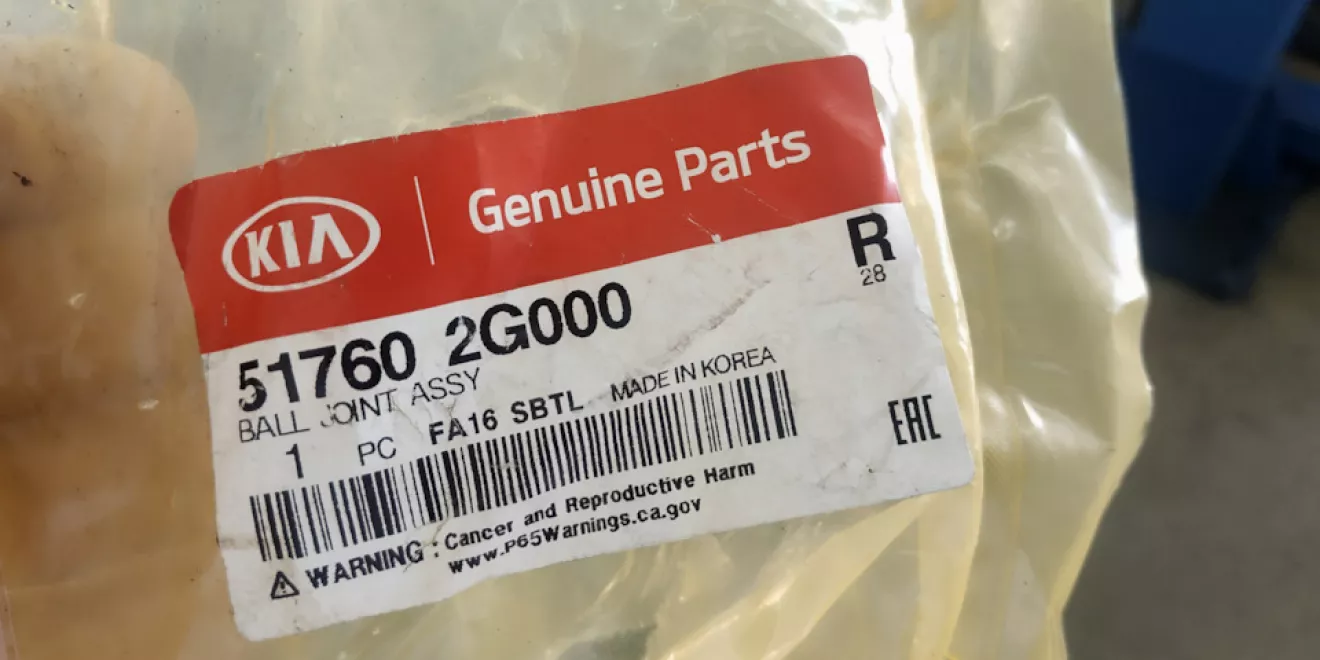 KIA Genuine Parts
R
28
51760 2G000
BALL JOINT ASSY
1 PC FA16 SBTL MADE IN KOREA
EAC
WARNING : Cancer and Reproductive Harm
www.P65Warnings.ca.gov